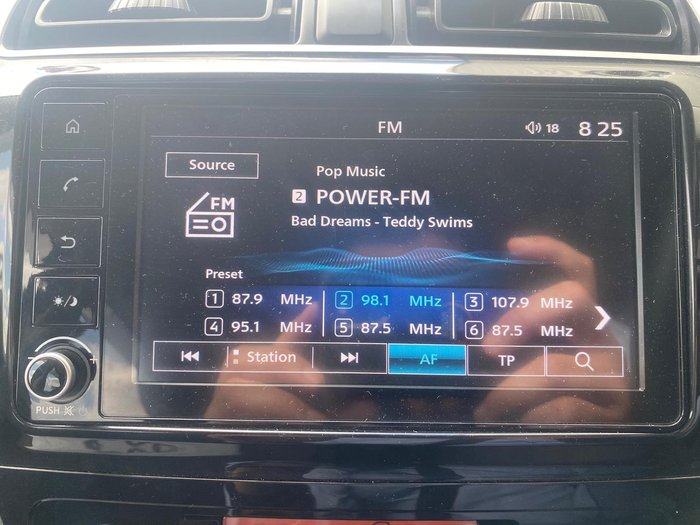 FM 18 8 25
Source
Pop Music
FM
2 POWER-FM
Bad Dreams - Teddy Swims
Preset
1 87.9 MHz 2 98.1 MHz 3 107.9 MHz
4 95.1 MHz 5 87.5 MHz 6 87.5 MHz
Station AF TP
PUSH